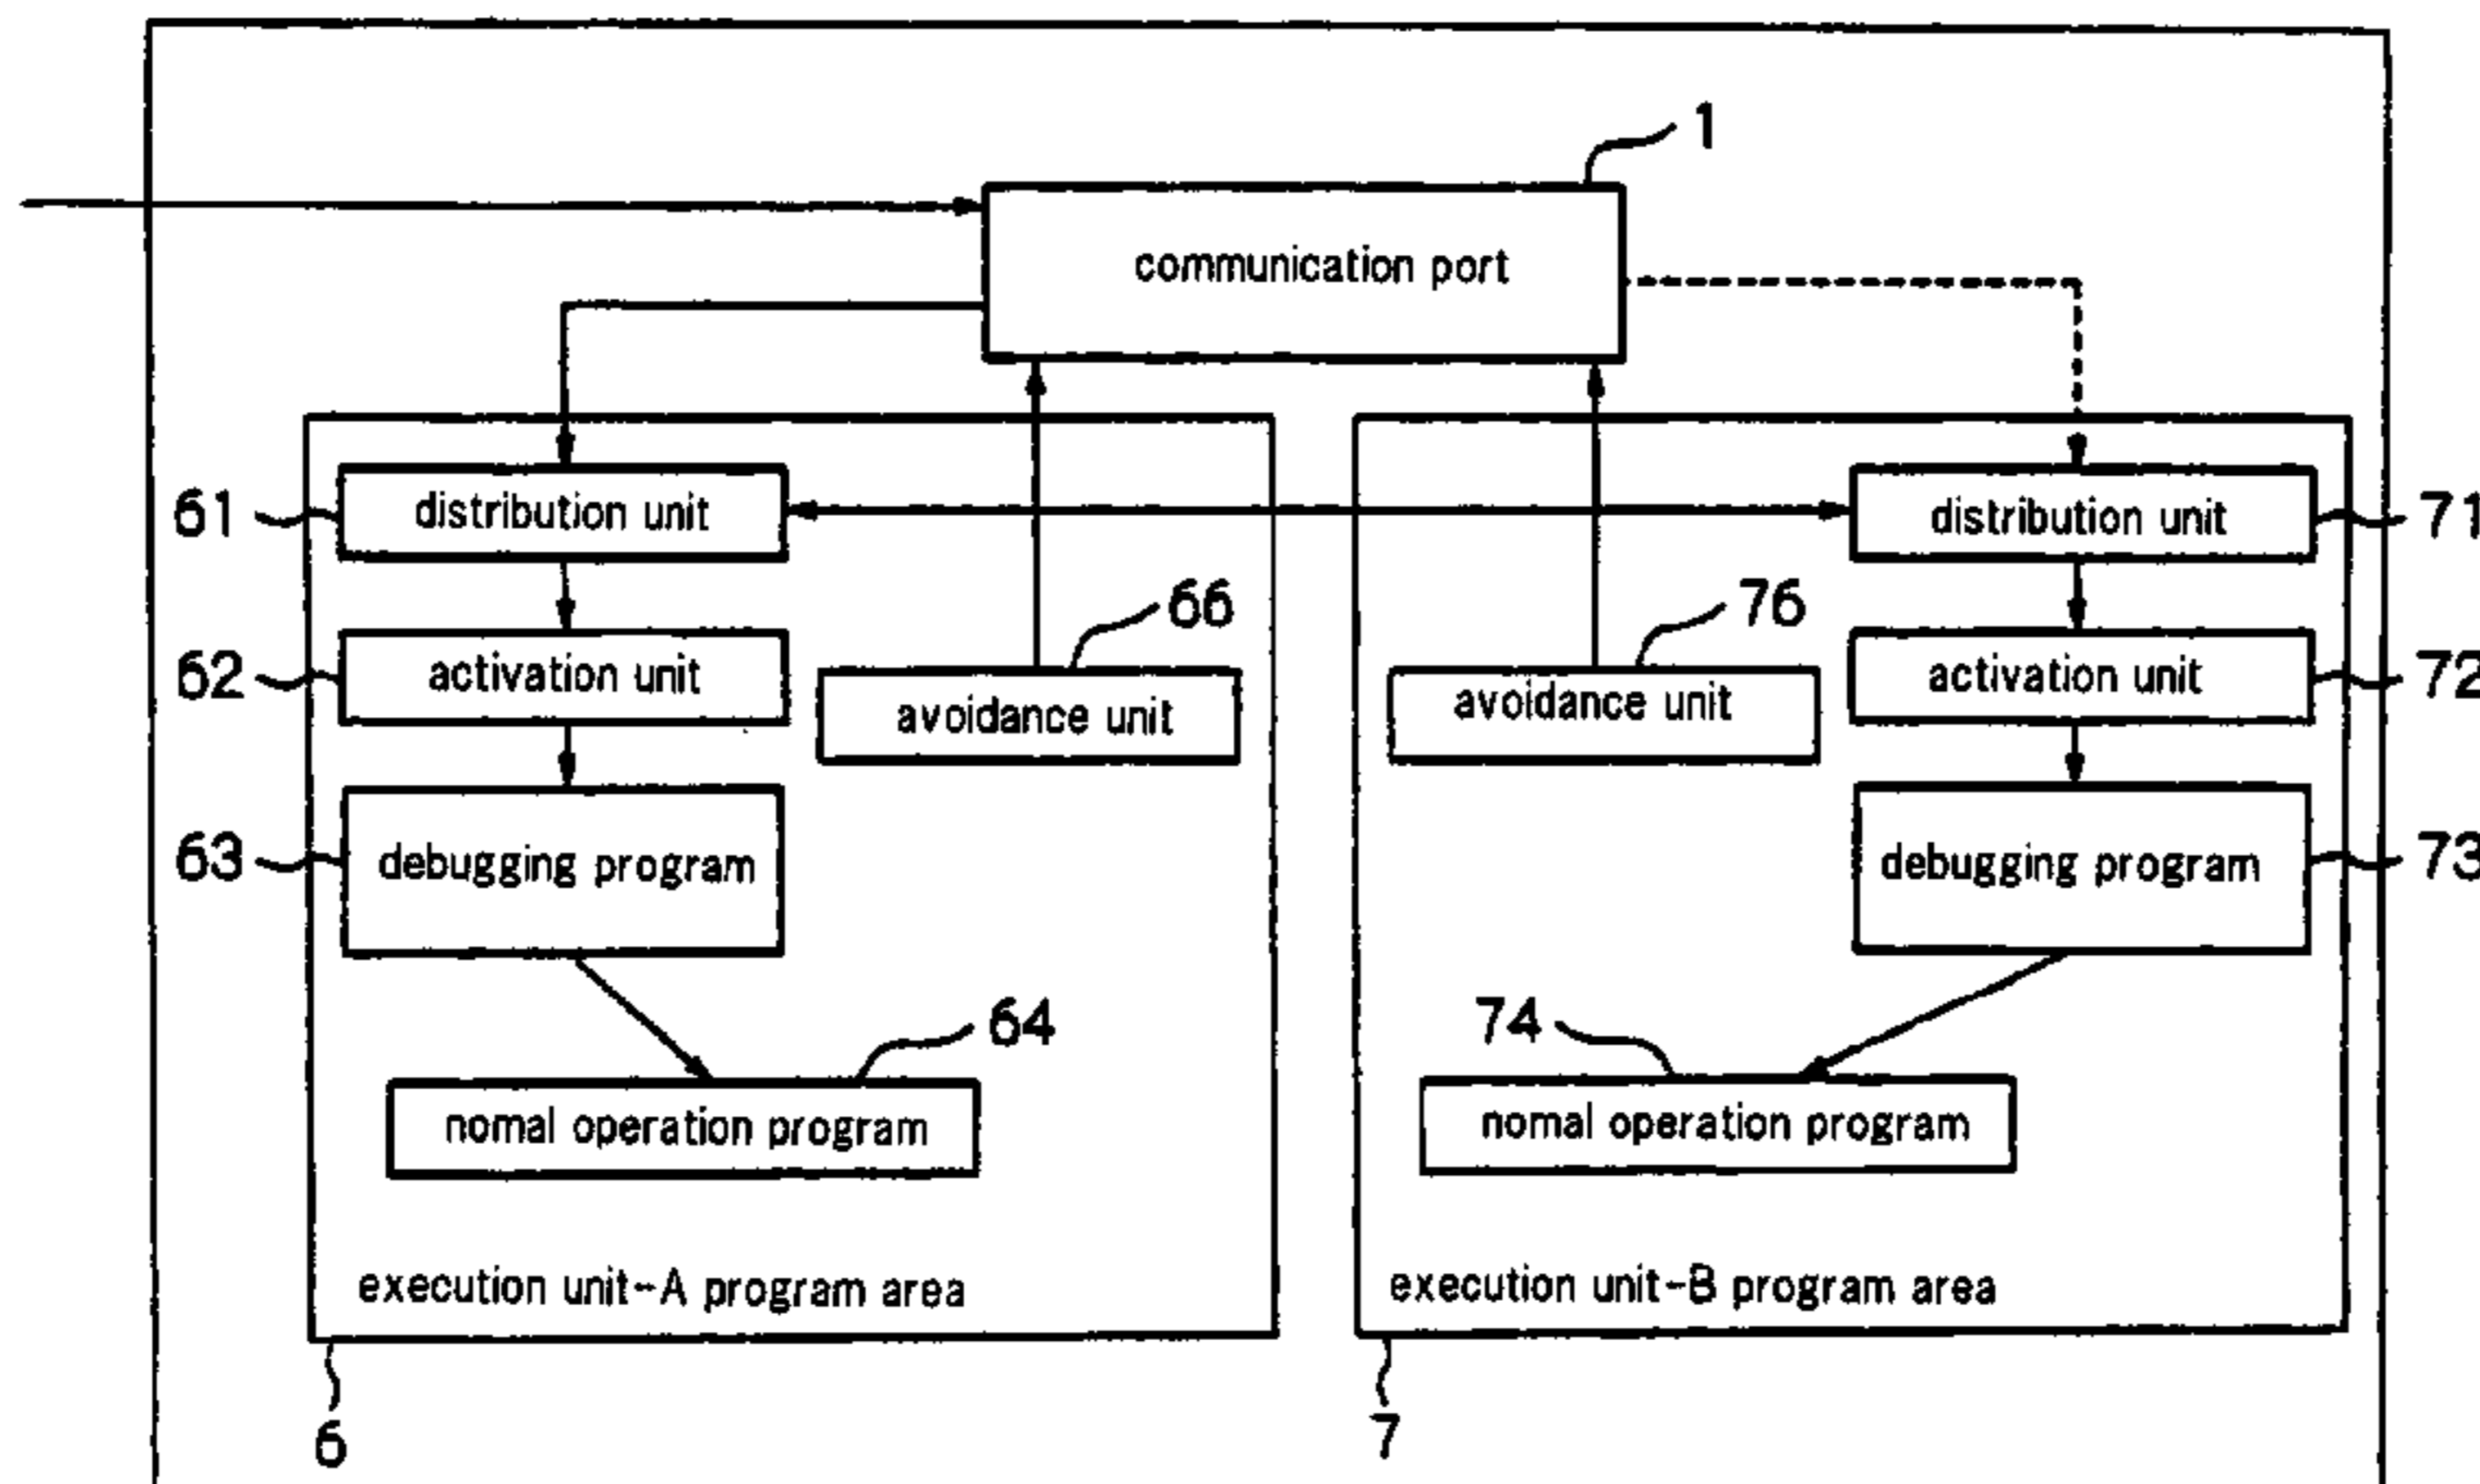 1
communication port
61
distribution unit
distribution unit
71
66
76
62
activation unit
avoidance unit
avoidance unit
activation unit
72
63
debugging program
debugging program
73
64
74
nomal operation program
nomal operation program
execution unit-A program area
execution unit-B program area
6
7